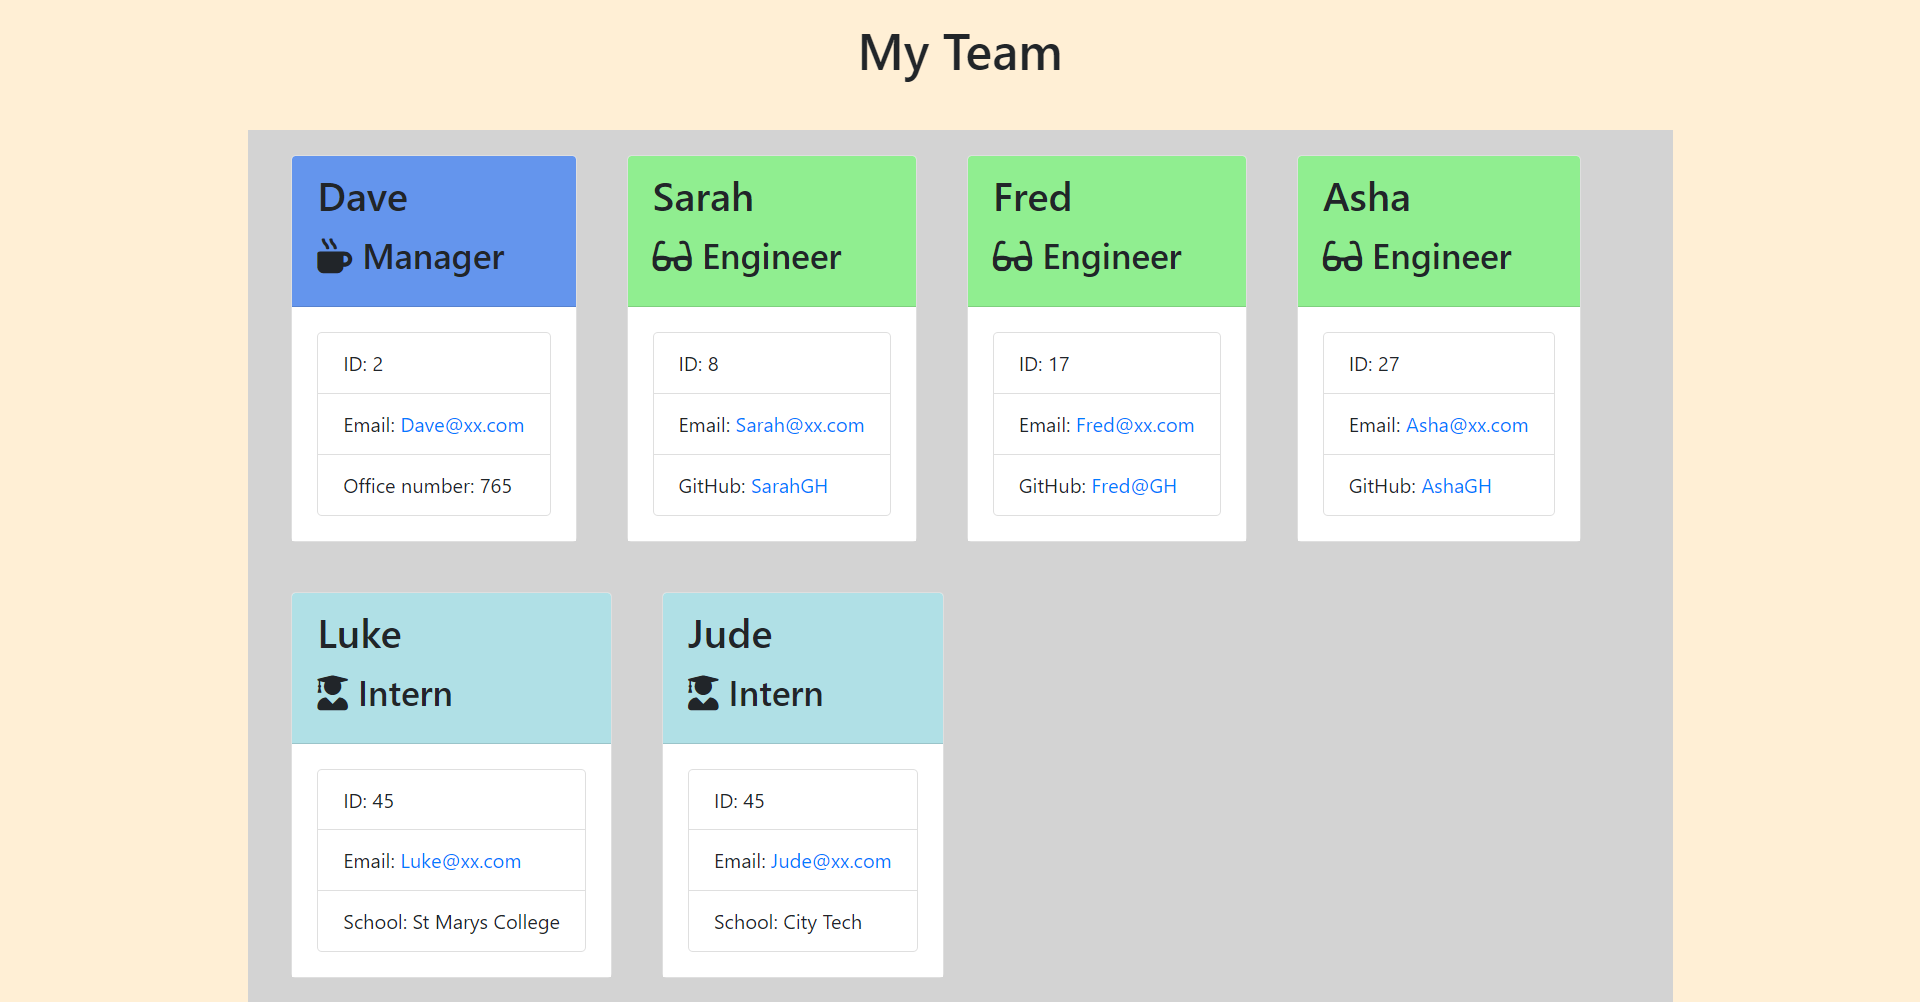 My Team
Dave
Manager
ID: 2
Email: Dave@xx.com
Office number: 765
Sarah
Engineer
ID: 8
Email: Sarah@xx.com
GitHub: SarahGH
Fred
Engineer
ID: 17
Email: Fred@xx.com
GitHub: Fred@GH
Asha
Engineer
ID: 27
Email: Asha@xx.com
GitHub: AshaGH
Luke
Intern
ID: 45
Email: Luke@xx.com
School: St Marys College
Jude
Intern
ID: 45
Email: Jude@xx.com
School: City Tech